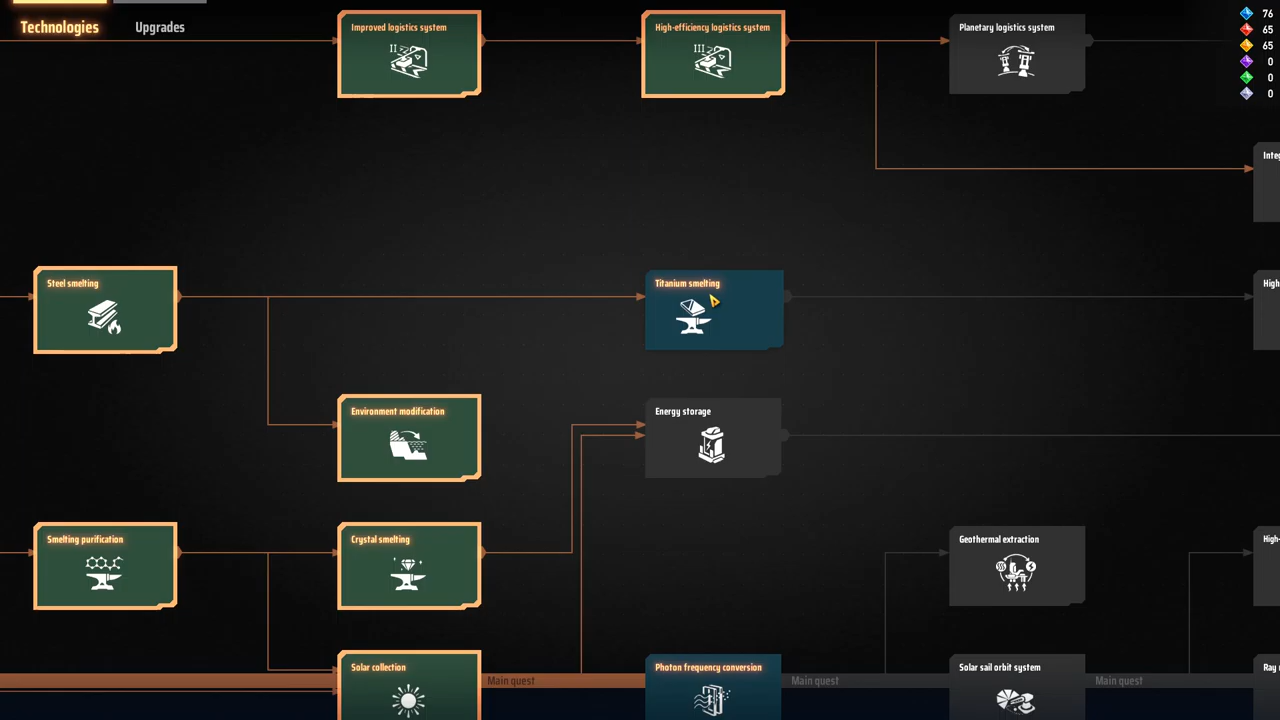 Technologies
Upgrades
Improved logistics system
II
High-efficiency logistics system
III
Planetary logistics system
76
65
65
0
0
0
Steel smelting
Titanium smelting
Environment modification
Energy storage
Smelting purification
Crystal smelting
Geothermal extraction
Solar collection
Main quest
Photon frequency conversion
Main quest
Solar sail orbit system
Main quest